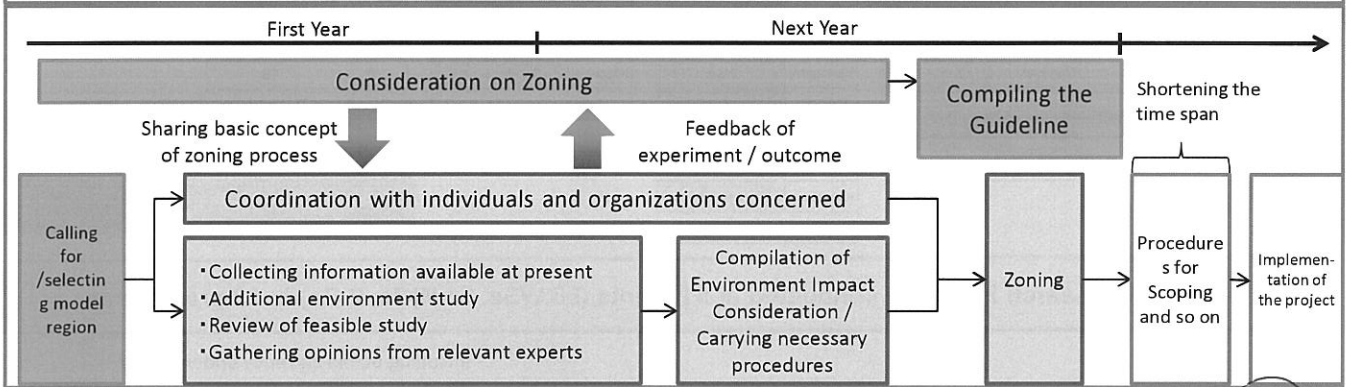 First Year
Next Year
Consideration on Zoning
Compiling the
Guideline
Shortening the
time span
Sharing basic concept
of zoning process
Feedback of
experiment / outcome
Calling
for
/selectin
g model
region
Coordination with individuals and organizations concerned
・Collecting information available at present
・Additional environment study
・Review of feasible study
・Gathering opinions from relevant experts
Compilation of
Environment Impact
Consideration /
Carrying necessary
procedures
Zoning
Procedure
s for
Scoping
and so on
Implemen-
tation of
the project